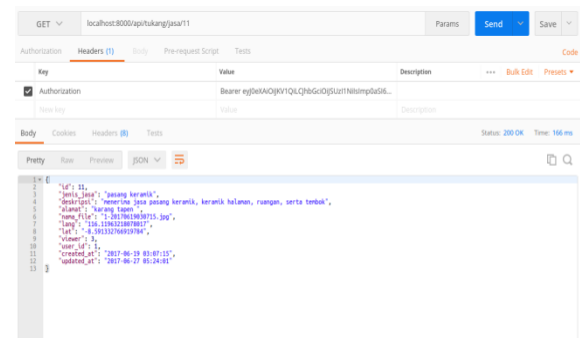 GET localhost:8000/api/tukang/jasa/11 Params Send Save
Authorization Headers (1) Body Pre-request Script Tests Code
Key Value Description ••• Bulk Edit Presets
Authorization Bearer
New key Value Description
Body Cookies Headers (8) Tests Status: 200 OK Time: 166 ms
Pretty Raw Preview JSON
1 {
2 "id": 11,
3 "jenis_jasa": "pasang keramik",
4 "deskripsi": "menerima jasa pasang keramik, keramik halaman, ruangan, serta tembok",
5 "alamat": "karang tapen ",
6 "nama_file": "1-20170619030715.jpg",
7 "lang": "116.11963218078017",
8 "lat": "-8.591332766919784",
9 "viewer": 3,
10 "user_id": 1,
11 "created_at": "2017-06-19 03:07:15",
12 "updated_at": "2017-06-27 05:24:01"
13 }